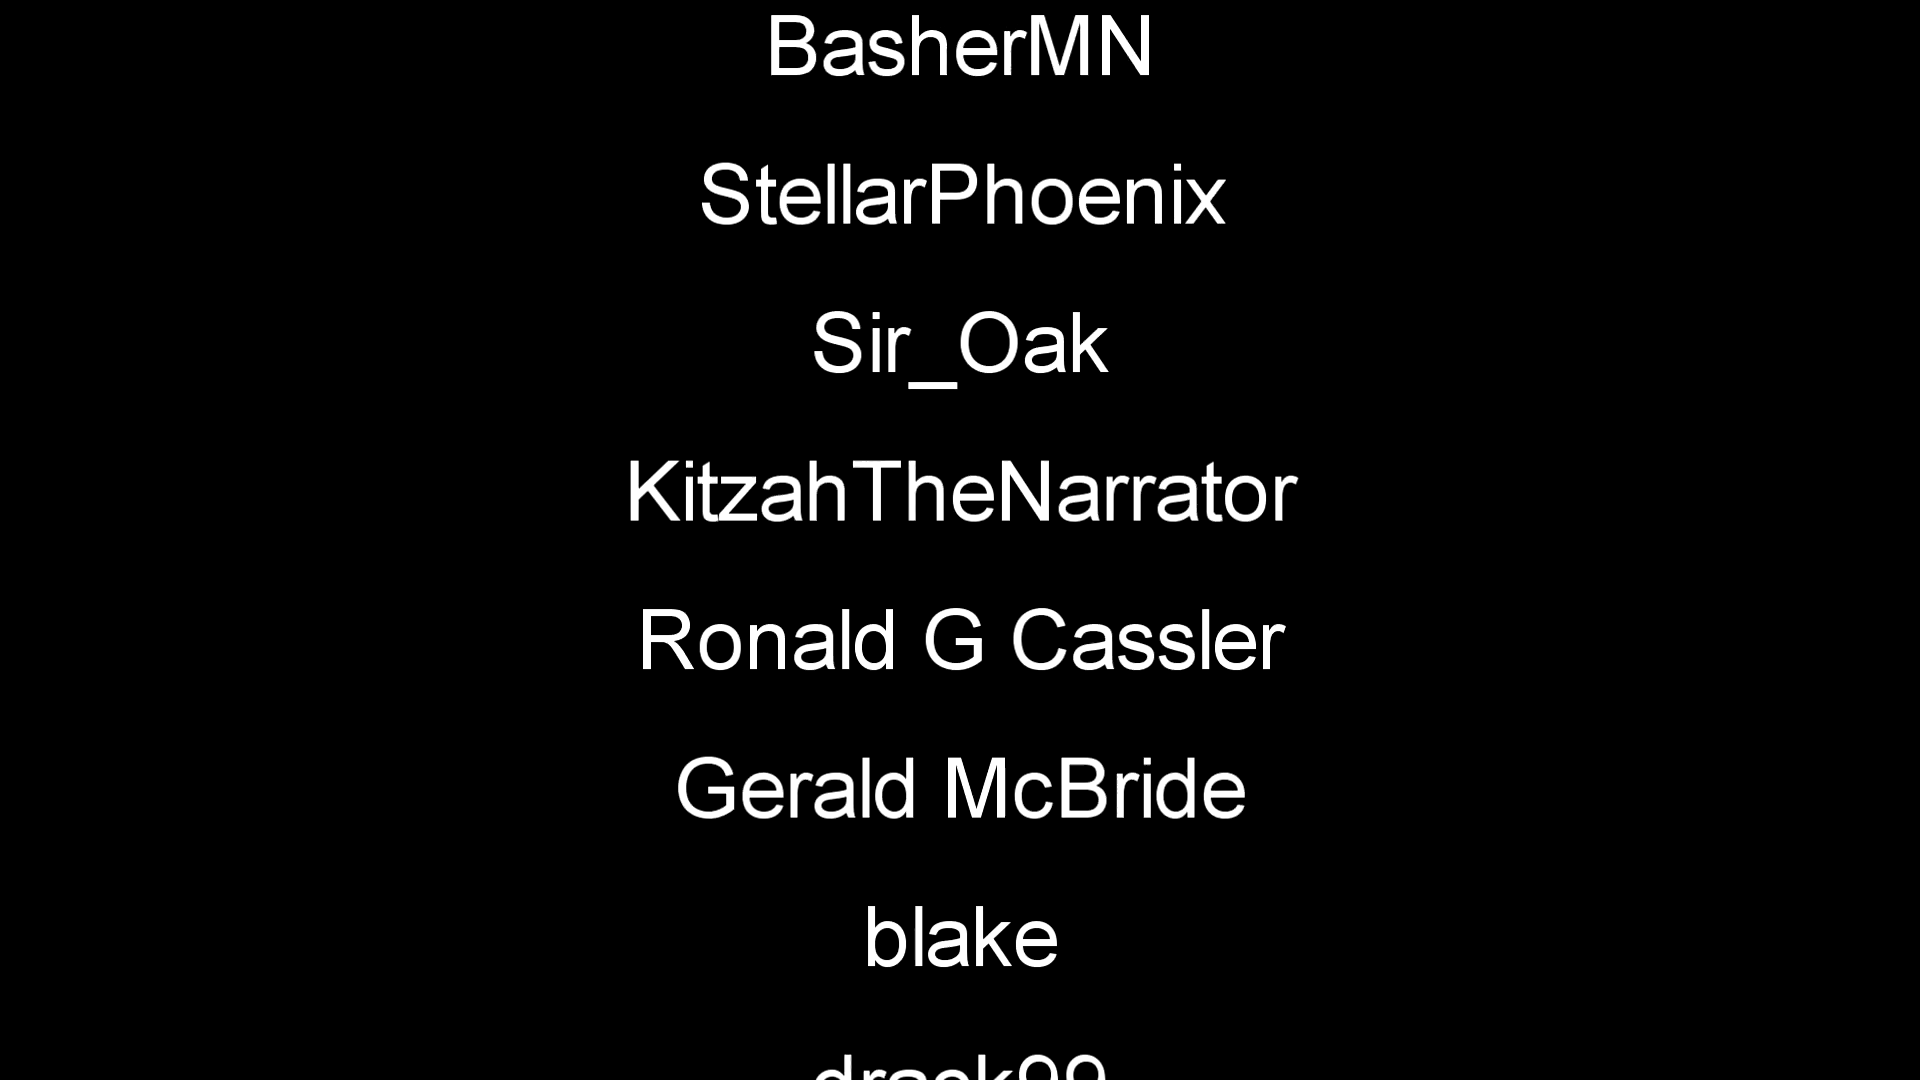 BasherMN
StellarPhoenix
Sir_Oak
KitzahTheNarrator
Ronald G Cassler
Gerald McBride
blake